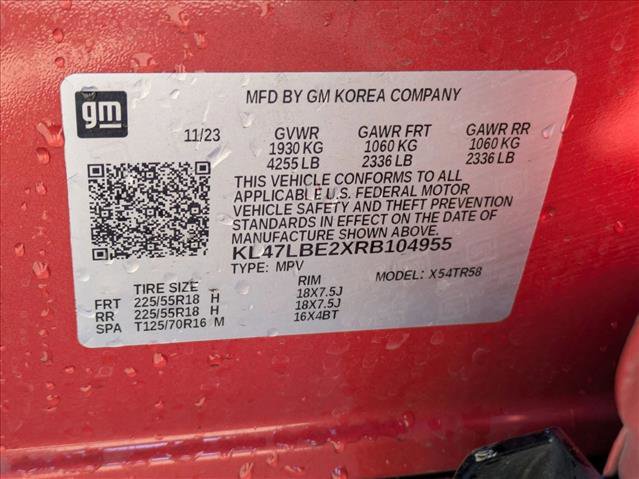 gm
MFD BY GM KOREA COMPANY
11/23 GVWR GAWR FRT GAWR RR
1930 KG 1060 KG 1060 KG
4255 LB 2336 LB 2336 LB
THIS VEHICLE CONFORMS TO ALL
APPLICABLE U.S. FEDERAL MOTOR
VEHICLE SAFETY AND THEFT PREVENTION
STANDARDS IN EFFECT ON THE DATE OF
MANUFACTURE SHOWN ABOVE.
KL47LBE2XRB104955
TYPE: MPV MODEL: X54TR58
TIRE SIZE RIM
FRT 225/55R18 H 18X7.5J
RR 225/55R18 H 18X7.5J
SPA T125/70R16 M 16X4BT